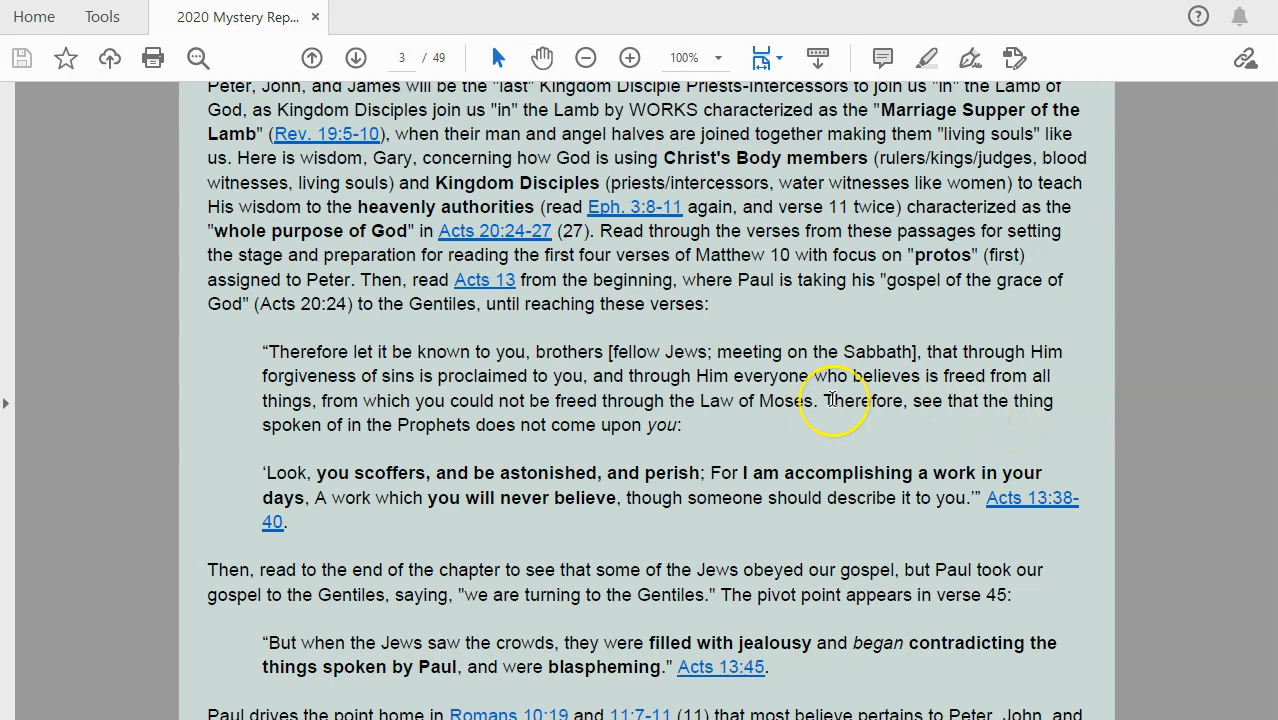 Home Tools 2020 Mystery Rep... ×
3 / 49 100%
Peter, John, and James will be the "last" Kingdom Disciple Priests-Intercessors to join us "in" the Lamb of
God, as Kingdom Disciples join us "in" the Lamb by WORKS characterized as the "Marriage Supper of the
Lamb" (Rev. 19:5-10), when their man and angel halves are joined together making them "living souls" like
us. Here is wisdom, Gary, concerning how God is using Christ's Body members (rulers/kings/judges, blood
witnesses, living souls) and Kingdom Disciples (priests/intercessors, water witnesses like women) to teach
His wisdom to the heavenly authorities (read Eph. 3:8-11 again, and verse 11 twice) characterized as the
"whole purpose of God" in Acts 20:24-27 (27). Read through the verses from these passages for setting
the stage and preparation for reading the first four verses of Matthew 10 with focus on "protos" (first)
assigned to Peter. Then, read Acts 13 from the beginning, where Paul is taking his "gospel of the grace of
God" (Acts 20:24) to the Gentiles, until reaching these verses:
“Therefore let it be known to you, brothers [fellow Jews; meeting on the Sabbath], that through Him
forgiveness of sins is proclaimed to you, and through Him everyone who believes is freed from all
things, from which you could not be freed through the Law of Moses. Therefore, see that the thing
spoken of in the Prophets does not come upon you:
‘Look, you scoffers, and be astonished, and perish; For I am accomplishing a work in your
days, A work which you will never believe, though someone should describe it to you.’” Acts 13:38-
40.
Then, read to the end of the chapter to see that some of the Jews obeyed our gospel, but Paul took our
gospel to the Gentiles, saying, "we are turning to the Gentiles." The pivot point appears in verse 45:
“But when the Jews saw the crowds, they were filled with jealousy and began contradicting the
things spoken by Paul, and were blaspheming." Acts 13:45.
Paul drives the point home in Romans 10:19 and 11:7-11 (11) that most believe pertains to Peter, John, and